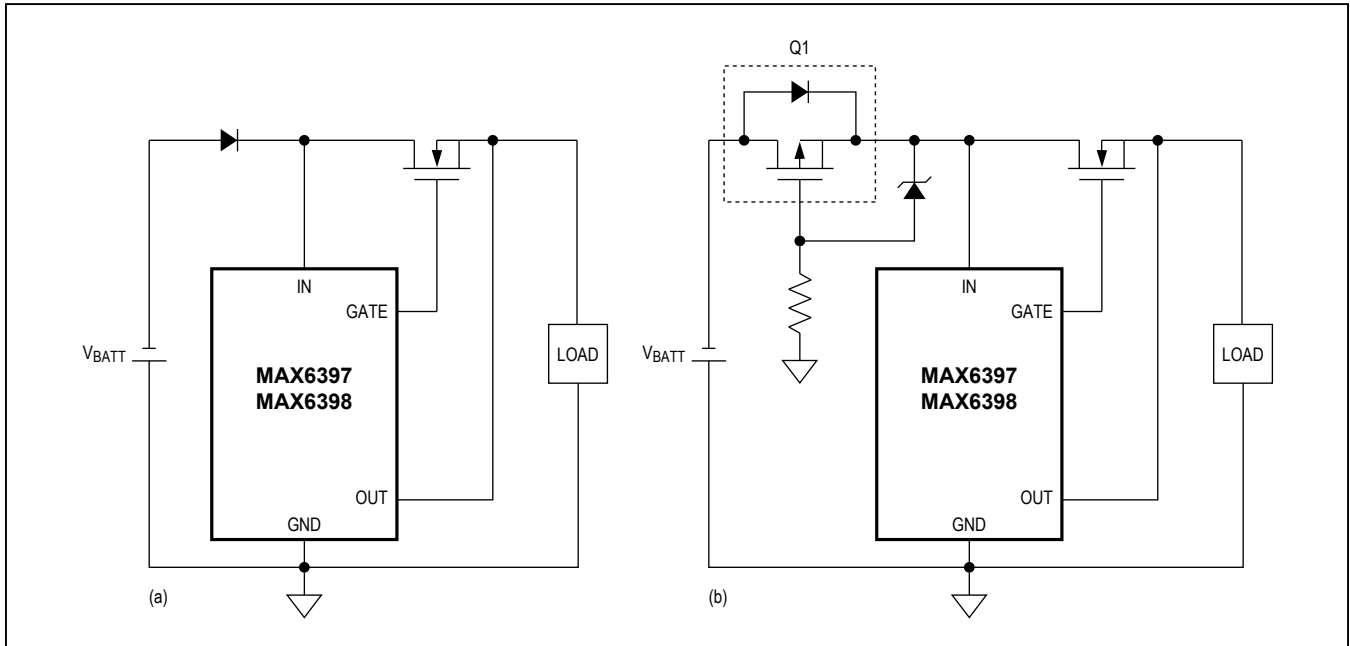 IN
GATE
V_BATT
MAX6397
MAX6398
LOAD
OUT
GND
(a)
Q1
IN
GATE
V_BATT
MAX6397
MAX6398
LOAD
OUT
GND
(b)